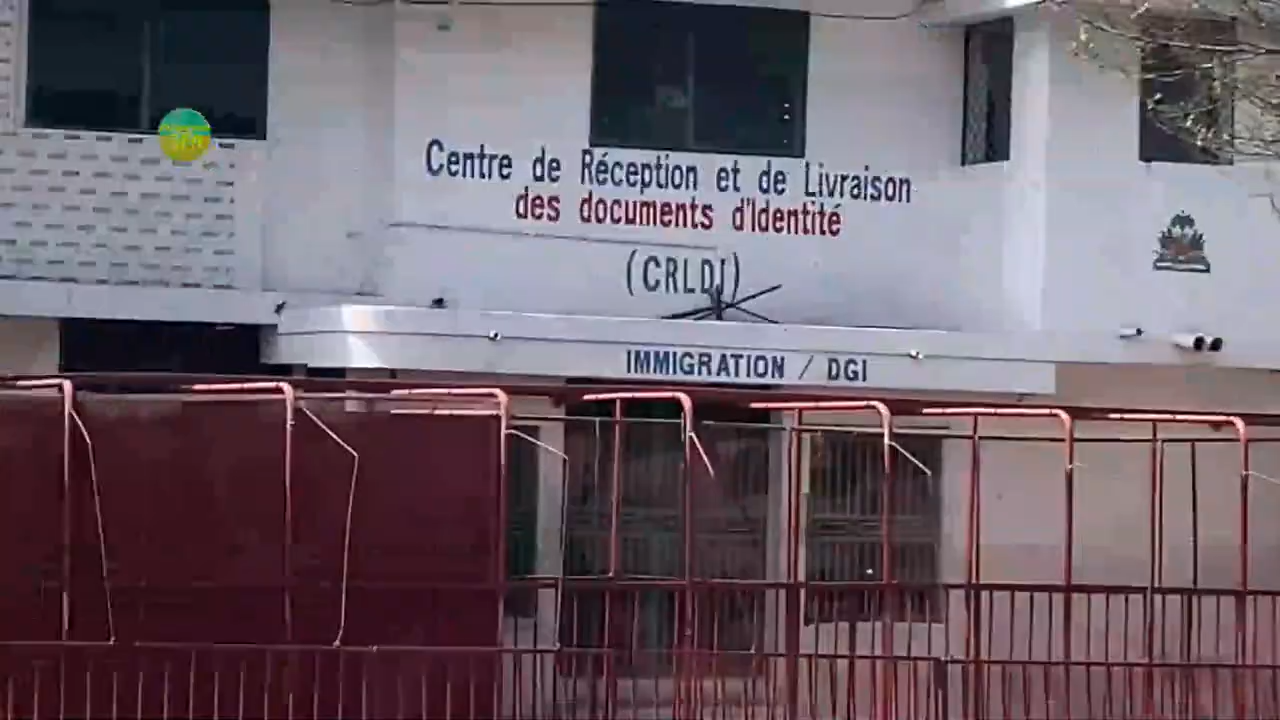 Centre de Réception et de Livraison
des documents d'Identité
(CRLDI)
IMMIGRATION / DGI